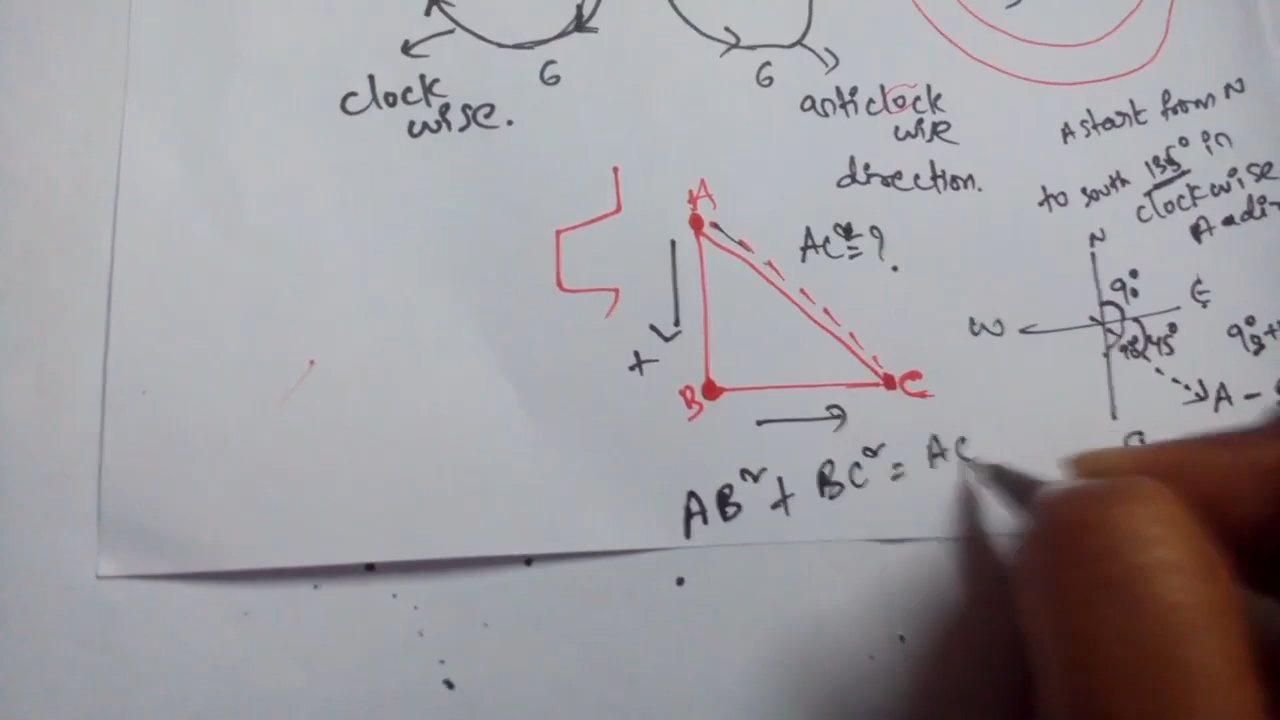 6
6
clock
wise.
anticlock
wise
direction.
A start from N
to south 135° in
clockwise
A
AC²=?
+
B
C
N
90°
E
W
45°
A -
AB² + BC² = AC